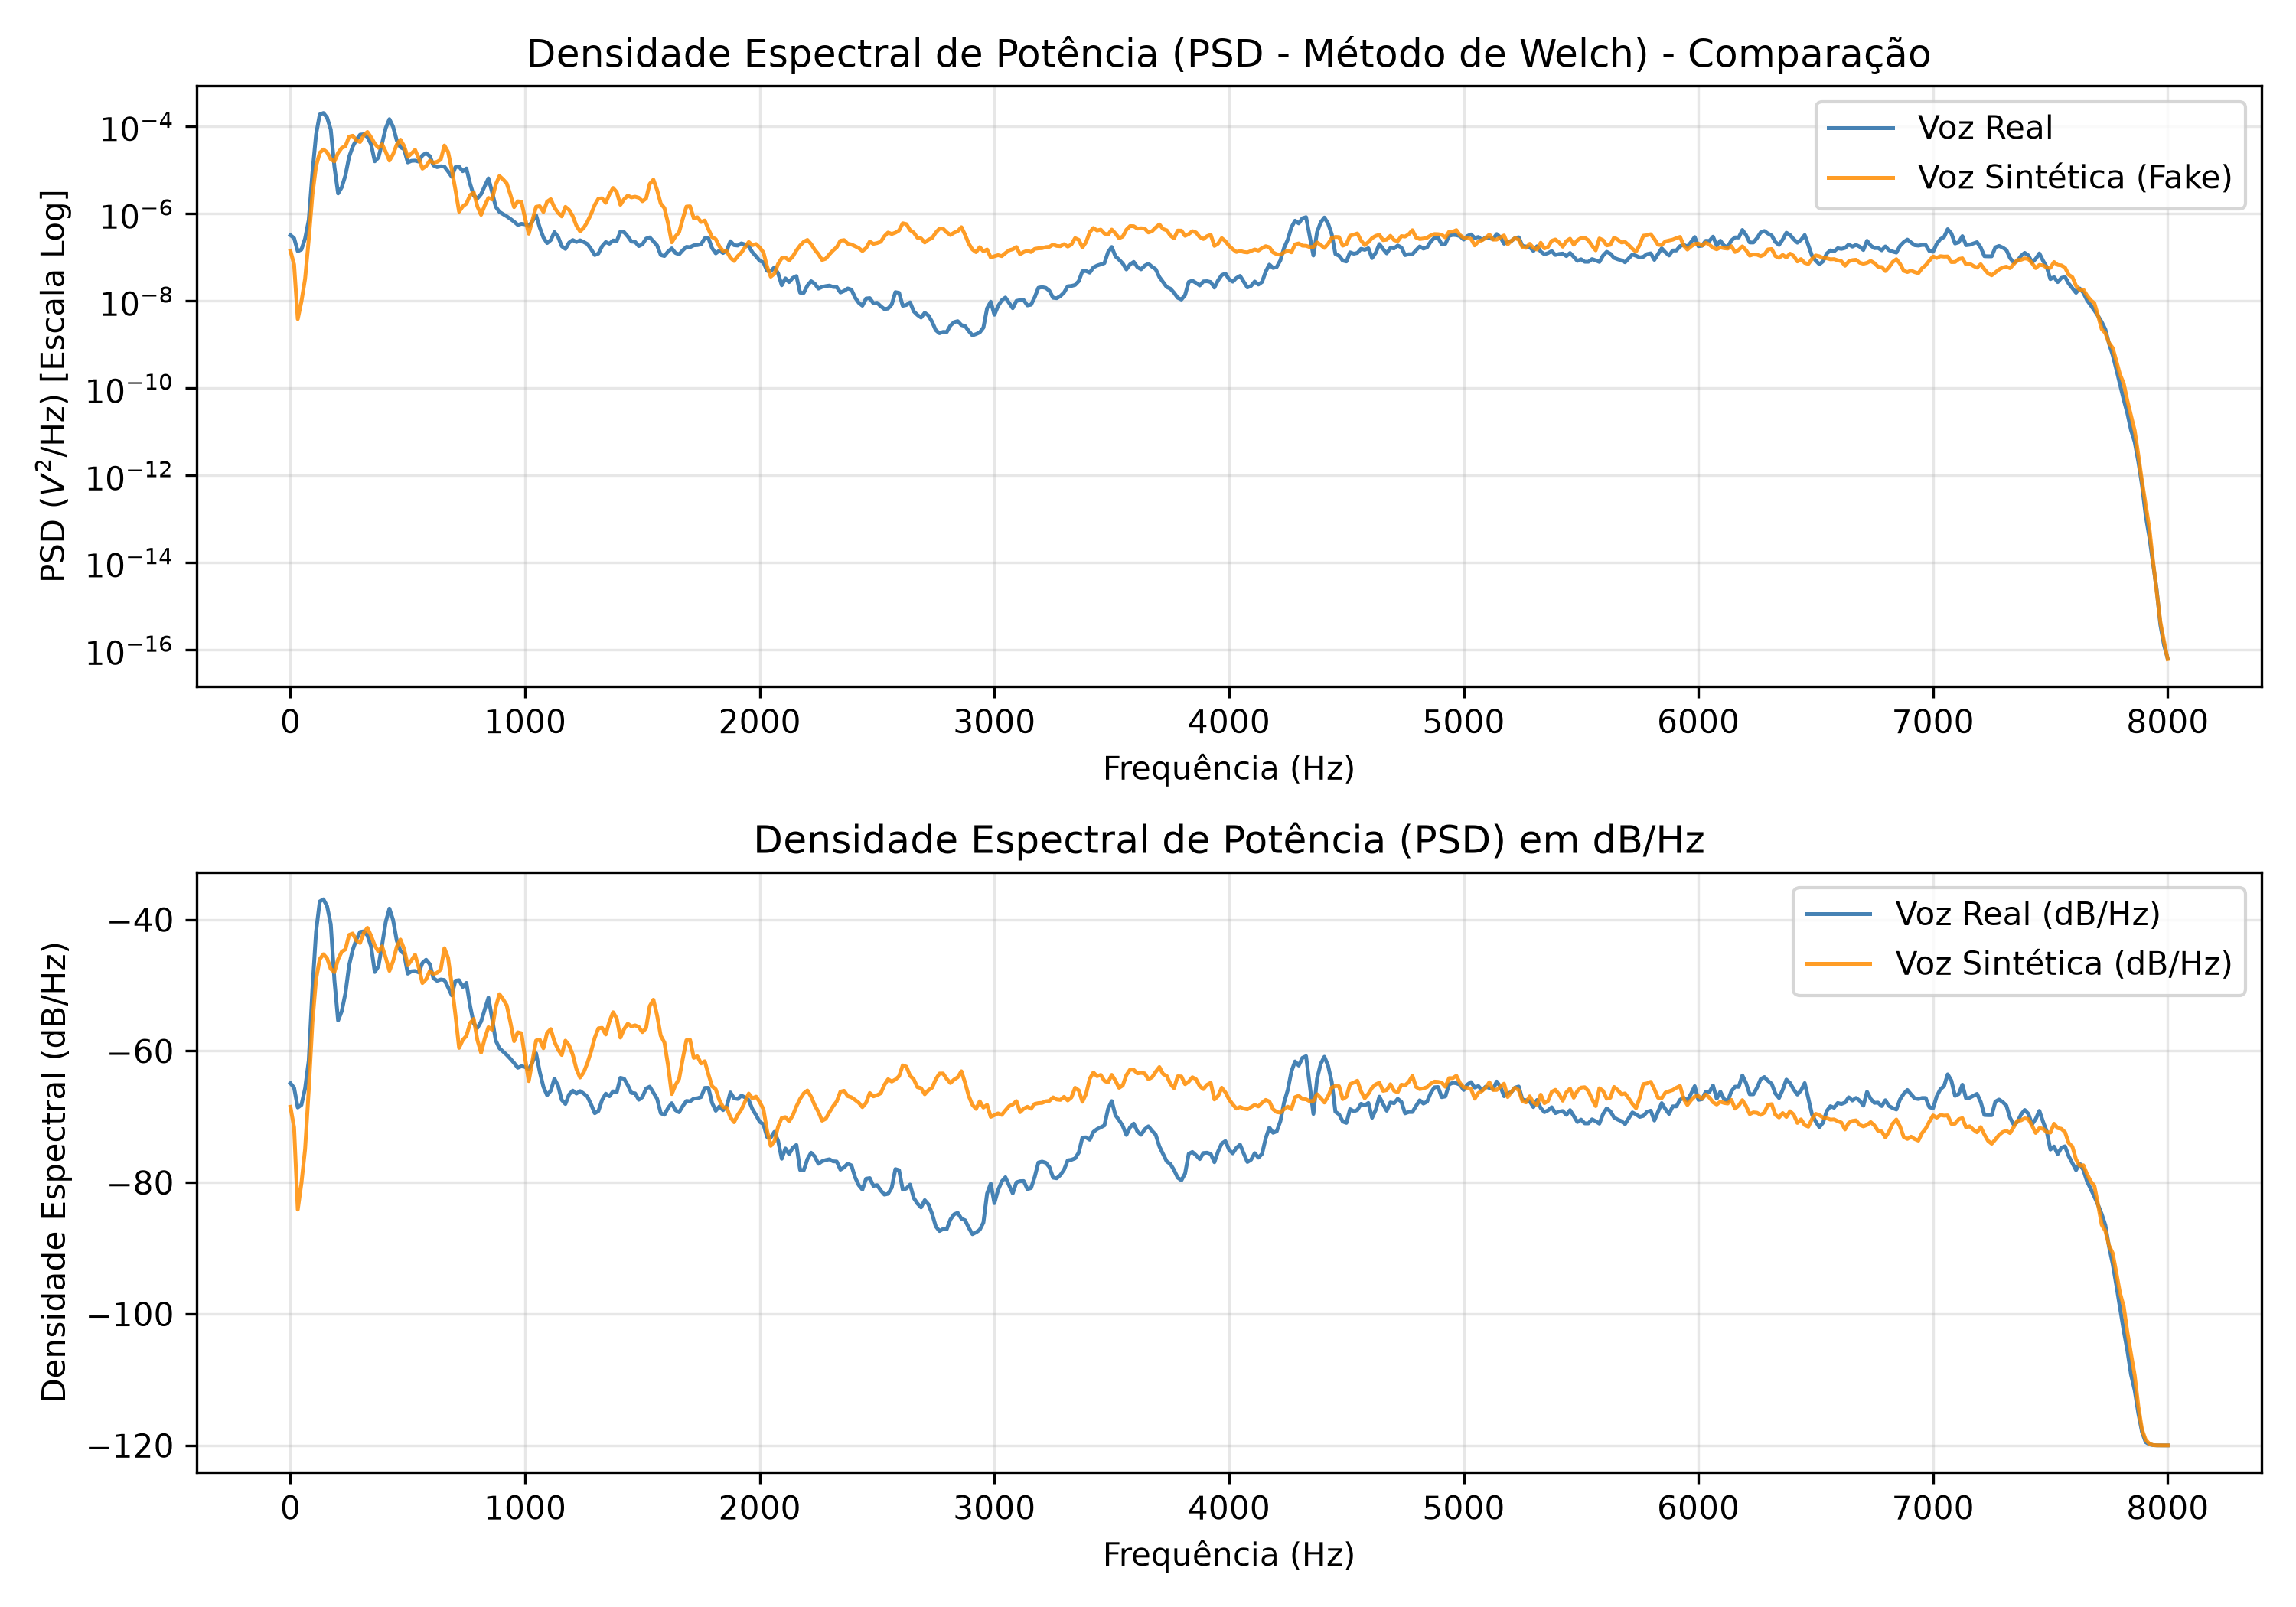 Densidade Espectral de Potência (PSD - Método de Welch) - Comparação
PSD (V²/Hz) [Escala Log]
10⁻⁴
10⁻⁶
10⁻⁸
10⁻¹⁰
10⁻¹²
10⁻¹⁴
10⁻¹⁶
Voz Real
Voz Sintética (Fake)
0 1000 2000 3000 4000 5000 6000 7000 8000
Frequência (Hz)
Densidade Espectral de Potência (PSD) em dB/Hz
Densidade Espectral (dB/Hz)
−40
−60
−80
−100
−120
Voz Real (dB/Hz)
Voz Sintética (dB/Hz)
0 1000 2000 3000 4000 5000 6000 7000 8000
Frequência (Hz)